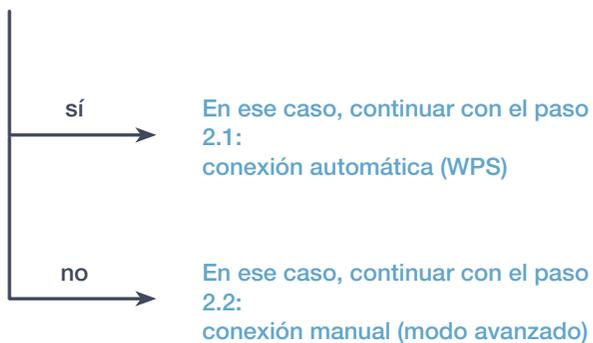 sí
En ese caso, continuar con el paso
2.1:
conexión automática (WPS)
no
En ese caso, continuar con el paso
2.2:
conexión manual (modo avanzado)